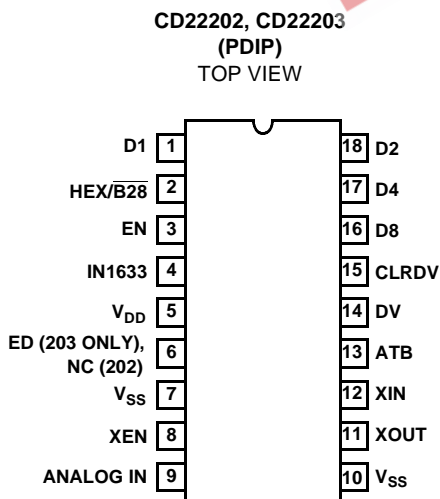 CD22202, CD22203
(PDIP)
TOP VIEW
D1 1 18 D2
HEX/B28 2 17 D4
EN 3 16 D8
IN1633 4 15 CLRDV
VDD 5 14 DV
ED (203 ONLY),
NC (202) 6 13 ATB
VSS 7 12 XIN
XEN 8 11 XOUT
ANALOG IN 9 10 VSS